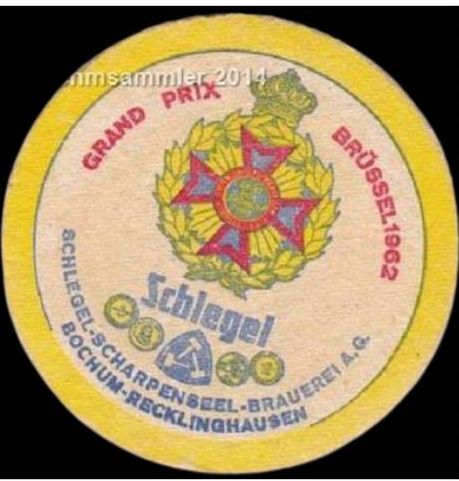 hmsammler 2014
GRAND PRIX
BRÜSSEL 1962
Schlegel
SCHLEGEL-SCHARPENSEEL-BRAUEREI A.G.
BOCHUM-RECKLINGHAUSEN